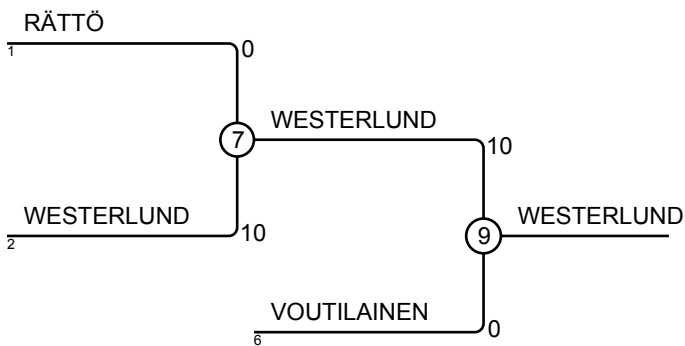 RÄTTÖ
1
0
7
WESTERLUND
10
WESTERLUND
2
10
9
WESTERLUND
VOUTILAINEN
6
0